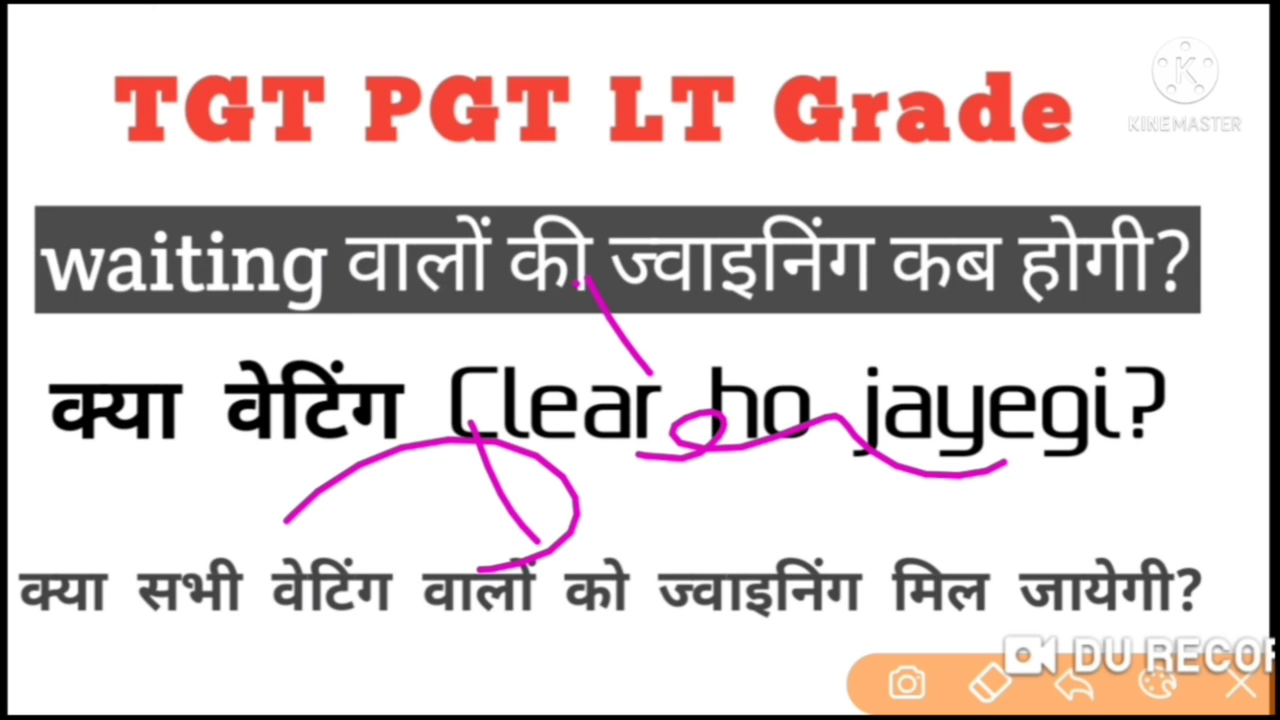 TGT PGT LT Grade
KINEMASTER
waiting वालों की ज्वाइनिंग कब होगी?
क्या वेटिंग Clear ho jayegi?
क्या सभी वेटिंग वालों को ज्वाइनिंग मिल जायेगी?
DU RECOR